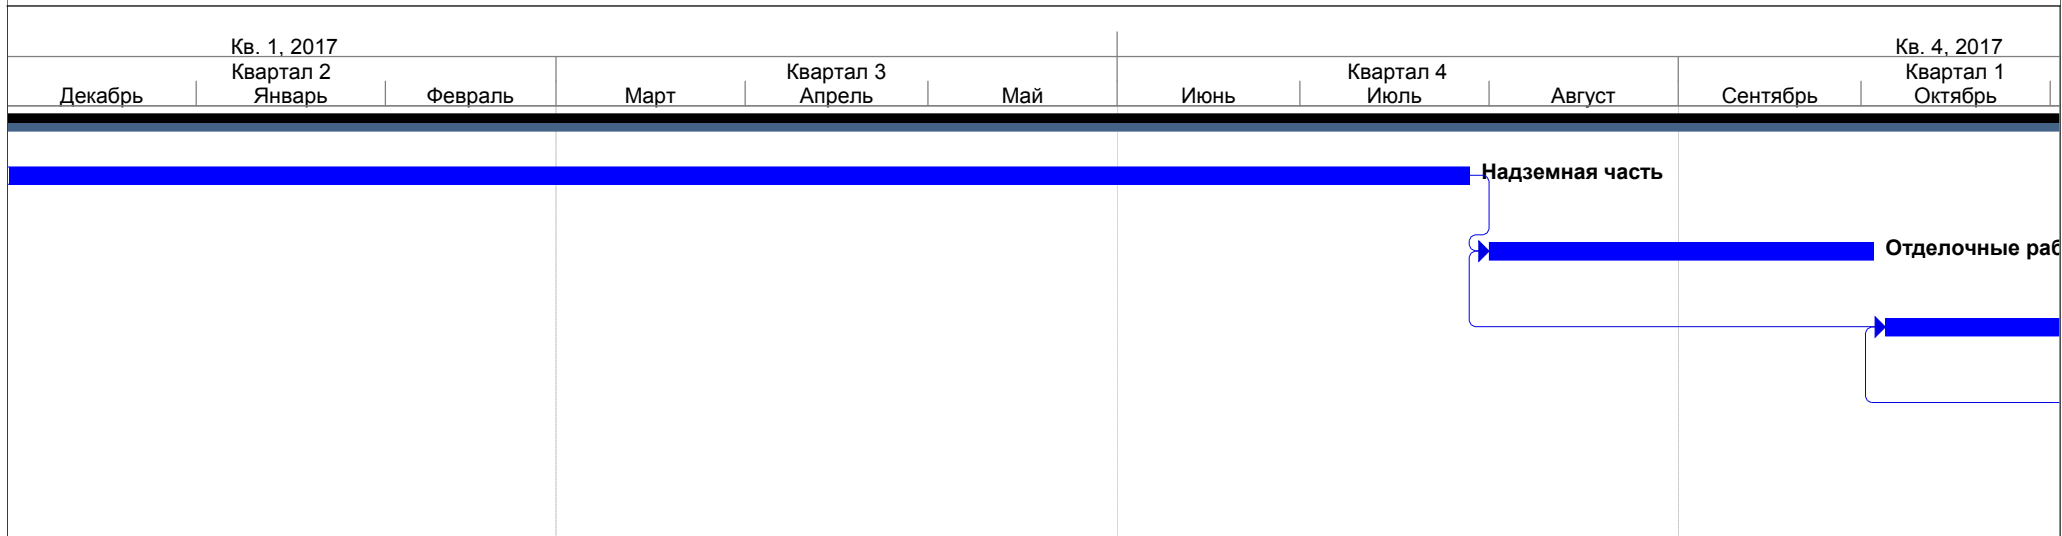 Кв. 1, 2017 Кв. 4, 2017
Квартал 2 Квартал 3 Квартал 4 Квартал 1
Декабрь Январь Февраль Март Апрель Май Июнь Июль Август Сентябрь Октябрь
Надземная часть
Отделочные раб